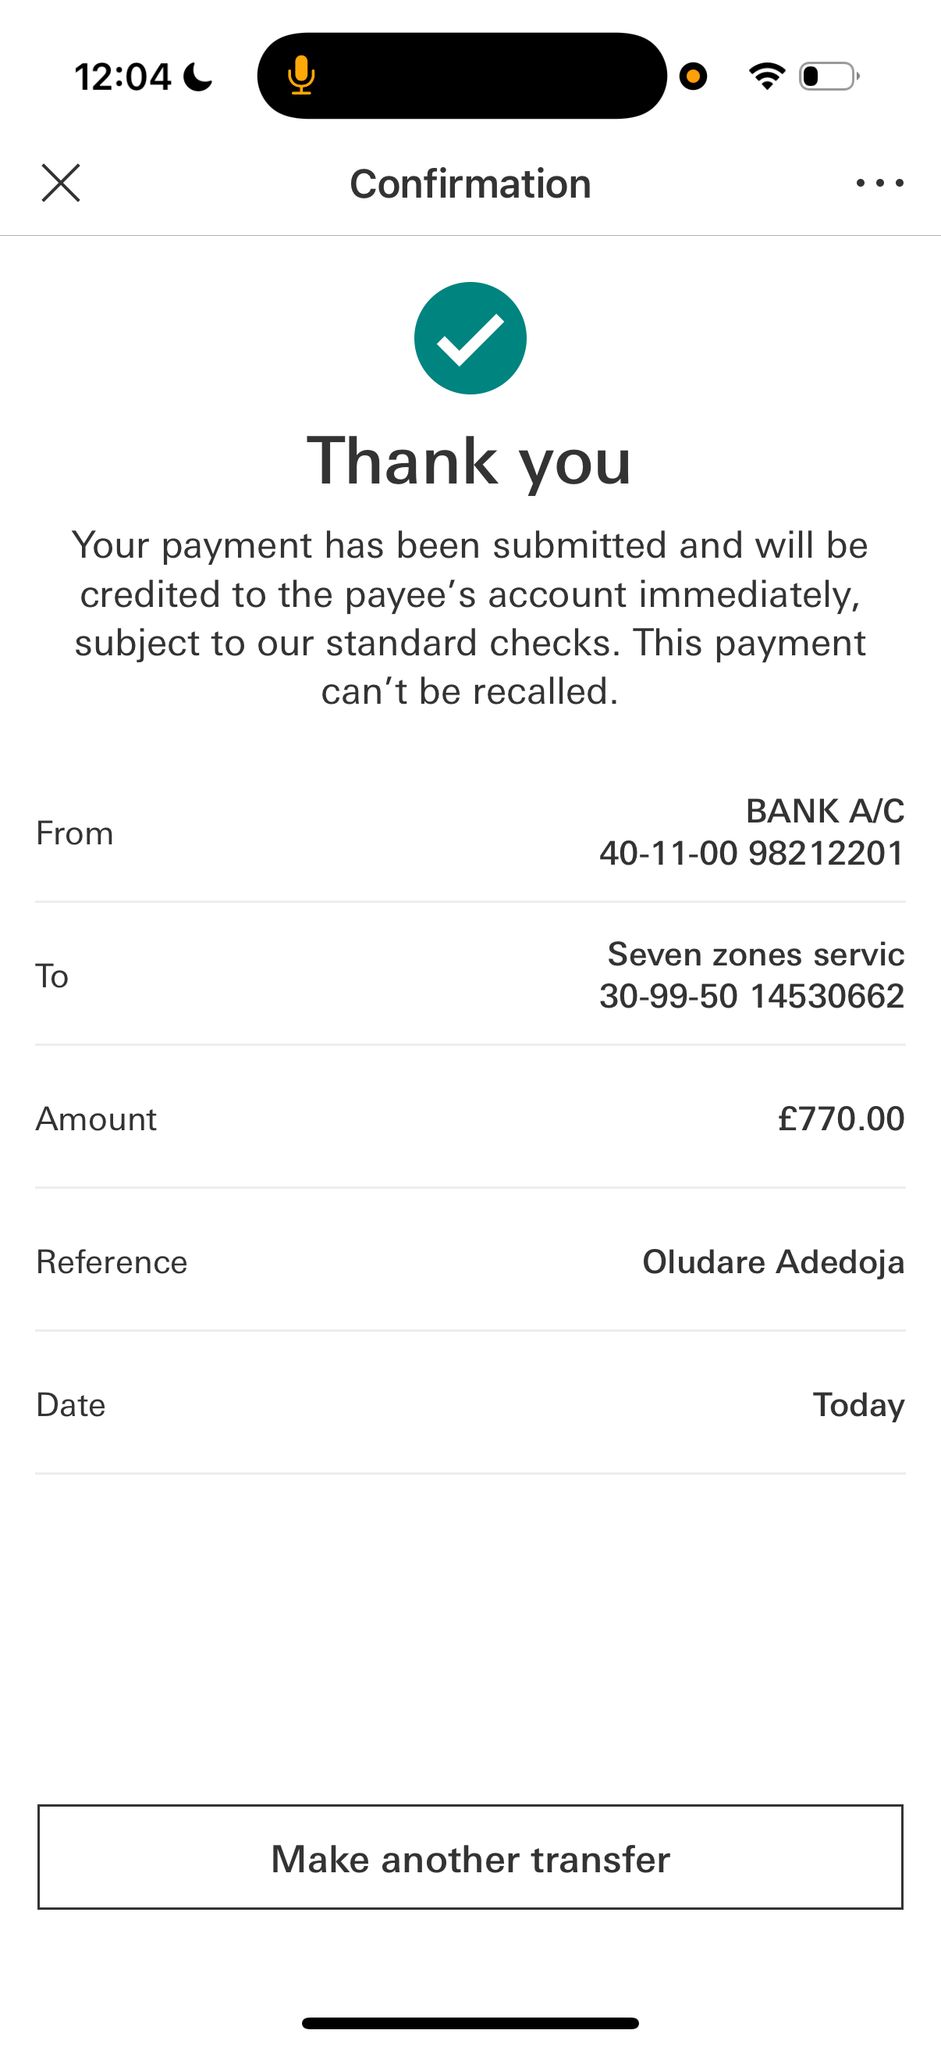 12:04
Confirmation
Thank you
Your payment has been submitted and will be
credited to the payee’s account immediately,
subject to our standard checks. This payment
can’t be recalled.
From
BANK A/C
40-11-00 98212201
To
Seven zones servic
30-99-50 14530662
Amount
£770.00
Reference
Oludare Adedoja
Date
Today
Make another transfer